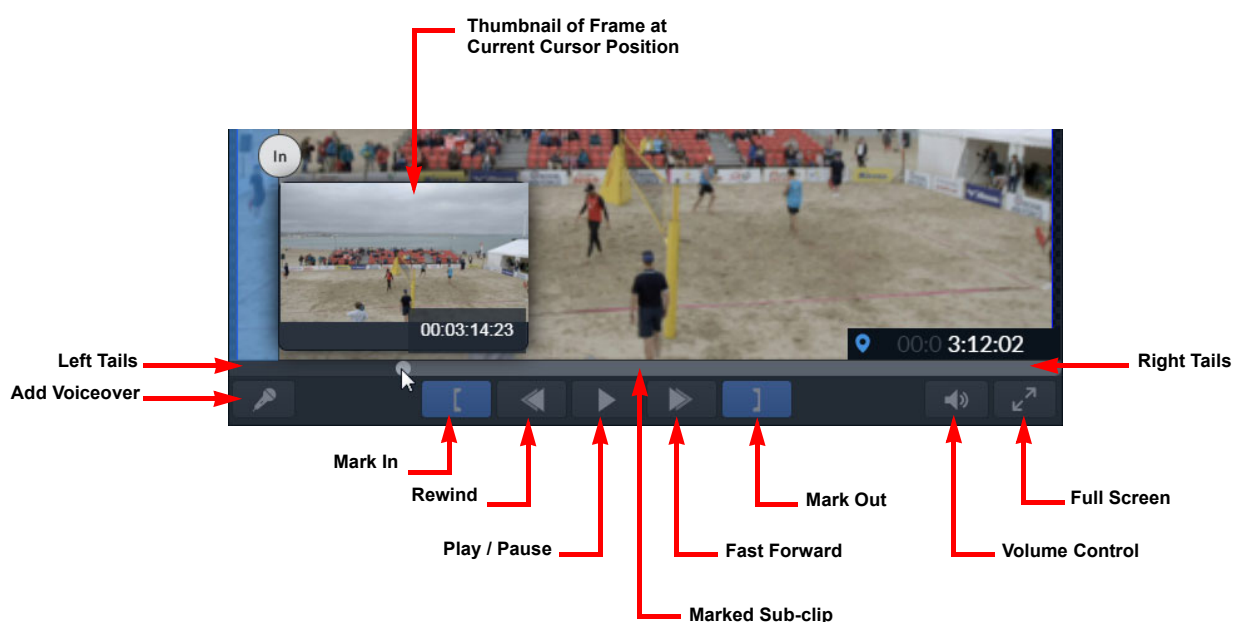 Thumbnail of Frame at
Current Cursor Position
In
00:03:14:23
00:0 3:12:02
Left Tails
Right Tails
Add Voiceover
[
]
Mark In
Rewind
Mark Out
Full Screen
Play / Pause
Fast Forward
Volume Control
Marked Sub-clip